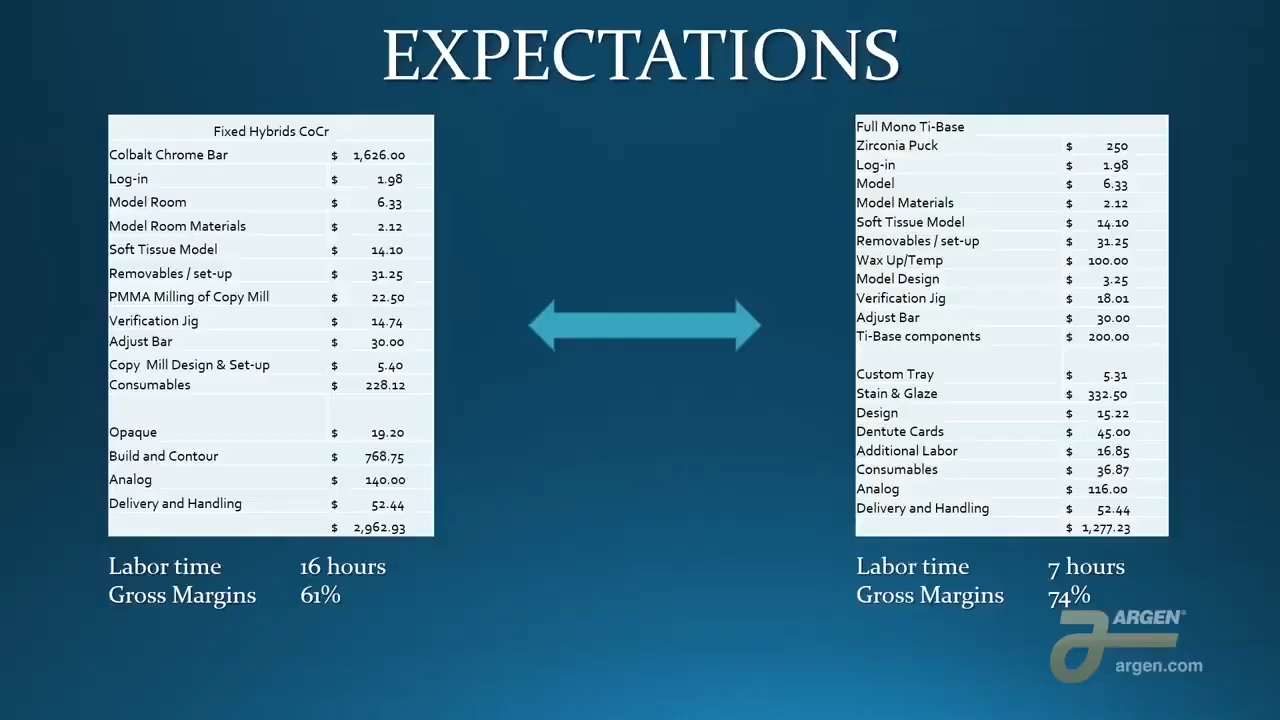 EXPECTATIONS
Fixed Hybrids CoCr
Colbalt Chrome Bar $ 1,626.00
Log-in $ 1.98
Model Room $ 6.33
Model Room Materials $ 2.12
Soft Tissue Model $ 14.10
Removables / set-up $ 31.25
PMMA Milling of Copy Mill $ 22.50
Verification Jig $ 14.74
Adjust Bar $ 30.00
Copy Mill Design & Set-up $ 5.40
Consumables $ 228.12
Opaque $ 19.20
Build and Contour $ 768.75
Analog $ 140.00
Delivery and Handling $ 52.44
$ 2,962.93
Labor time 16 hours
Gross Margins 61%
Full Mono Ti-Base
Zirconia Puck $ 250
Log-in $ 1.98
Model $ 6.33
Model Materials $ 2.12
Soft Tissue Model $ 14.10
Removables / set-up $ 31.25
Wax Up/Temp $ 100.00
Model Design $ 3.25
Verification Jig $ 18.01
Adjust Bar $ 30.00
Ti-Base components $ 200.00
Custom Tray $ 5.31
Stain & Glaze $ 332.50
Design $ 15.22
Dentute Cards $ 45.00
Additional Labor $ 16.85
Consumables $ 36.87
Analog $ 116.00
Delivery and Handling $ 52.44
$ 1,277.23
Labor time 7 hours
Gross Margins 74%
ARGEN®
argen.com